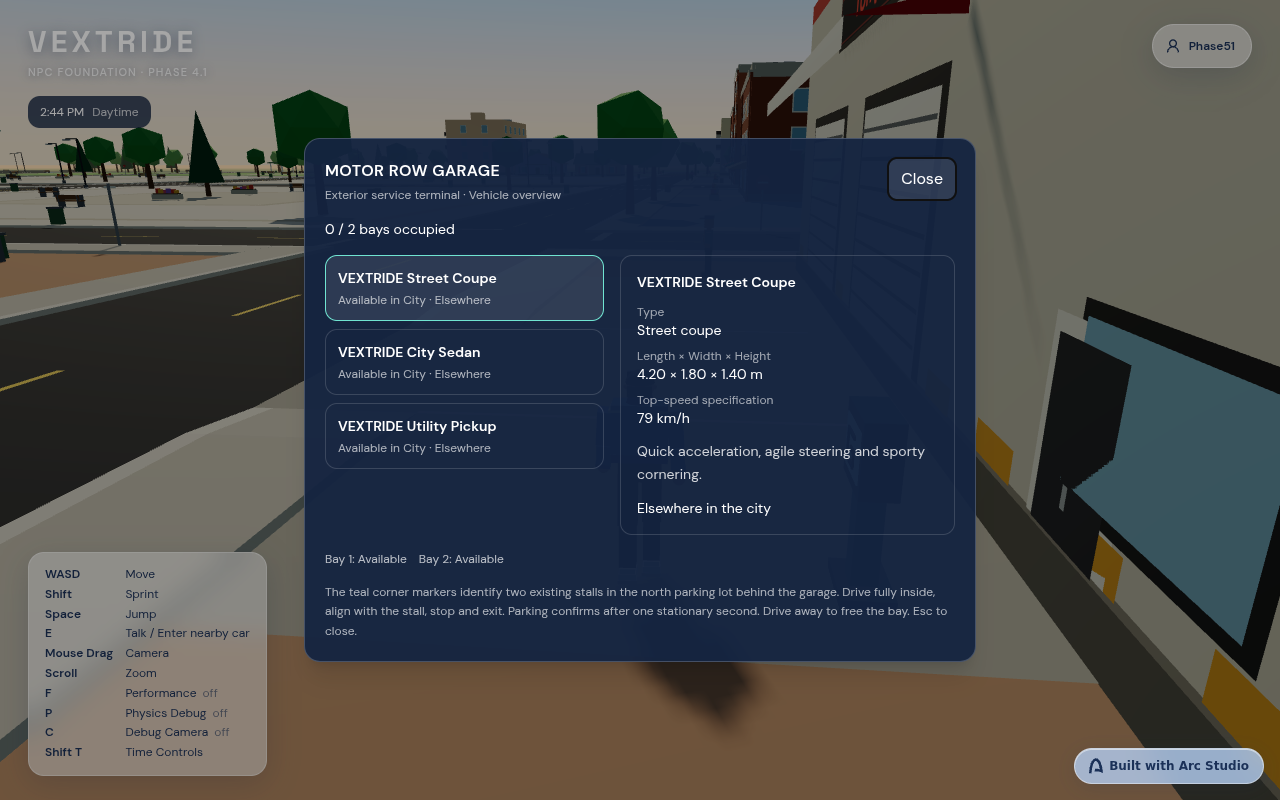 VEXTRIDE
NPC FOUNDATION · PHASE 4.1
2:44 PM Daytime
Phase51
MOTOR ROW GARAGE
Close
Exterior service terminal · Vehicle overview
0 / 2 bays occupied
VEXTRIDE Street Coupe
Available in City · Elsewhere
VEXTRIDE City Sedan
Available in City · Elsewhere
VEXTRIDE Utility Pickup
Available in City · Elsewhere
VEXTRIDE Street Coupe
Type
Street coupe
Length × Width × Height
4.20 × 1.80 × 1.40 m
Top-speed specification
79 km/h
Quick acceleration, agile steering and sporty
cornering.
Elsewhere in the city
Bay 1: Available Bay 2: Available
The teal corner markers identify two existing stalls in the north parking lot behind the garage. Drive fully inside,
align with the stall, stop and exit. Parking confirms after one stationary second. Drive away to free the bay. Esc to
close.
WASD Move
Shift Sprint
Space Jump
E Talk / Enter nearby car
Mouse Drag Camera
Scroll Zoom
F Performance off
P Physics Debug off
C Debug Camera off
Shift T Time Controls
Built with Arc Studio